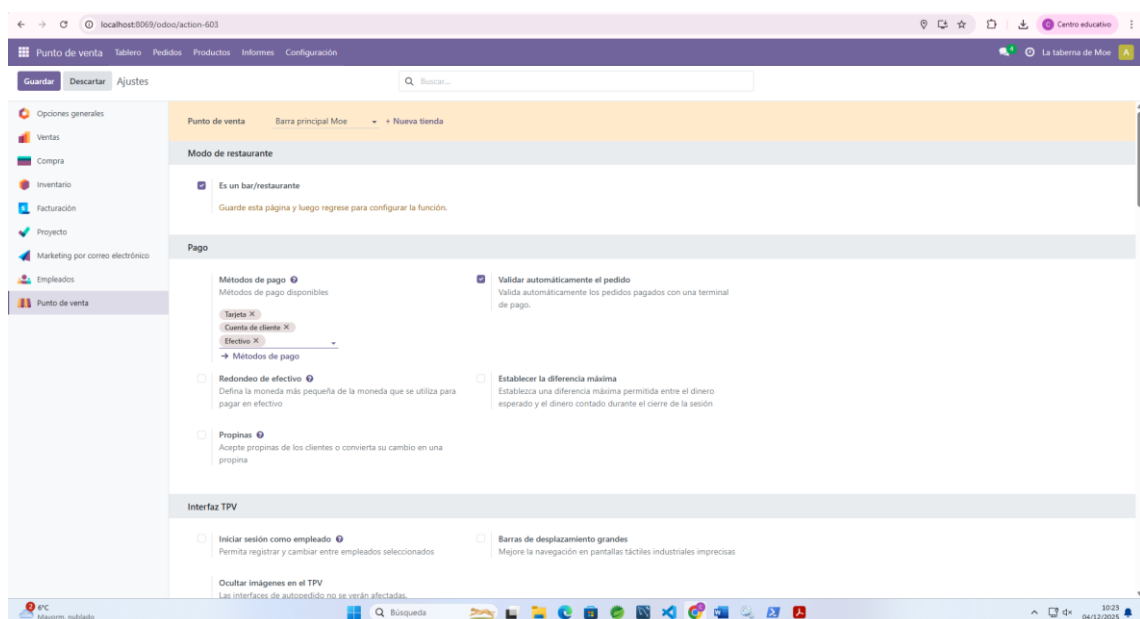 localhost:8069/odoo/action-603
Centro educativo
Punto de venta Tablero Pedidos Productos Informes Configuración
4
La taberna de Moe A
Guardar Descartar Ajustes
Buscar...
Opciones generales
Ventas
Compra
Inventario
Facturación
Proyecto
Marketing por correo electrónico
Empleados
Punto de venta
Punto de venta Barra principal Moe + Nueva tienda
Modo de restaurante
Es un bar/restaurante
Guarde esta página y luego regrese para configurar la función.
Pago
Métodos de pago ?
Métodos de pago disponibles
Tarjeta ×
Cuenta de cliente ×
Efectivo ×
→ Métodos de pago
Validar automáticamente el pedido
Valida automáticamente los pedidos pagados con una terminal
de pago.
Redondeo de efectivo ?
Defina la moneda más pequeña de la moneda que se utiliza para
pagar en efectivo
Establecer la diferencia máxima
Establezca una diferencia máxima permitida entre el dinero
esperado y el dinero contado durante el cierre de la sesión
Propinas ?
Acepte propinas de los clientes o convierta su cambio en una
propina
Interfaz TPV
Iniciar sesión como empleado ?
Permita registrar y cambiar entre empleados seleccionados
Barras de desplazamiento grandes
Mejore la navegación en pantallas táctiles industriales imprecisas
Ocultar imágenes en el TPV
Las interfaces de autopedido no se verán afectadas.
2
6°C
Mayorm. nublado
Búsqueda
10:23
04/12/2025